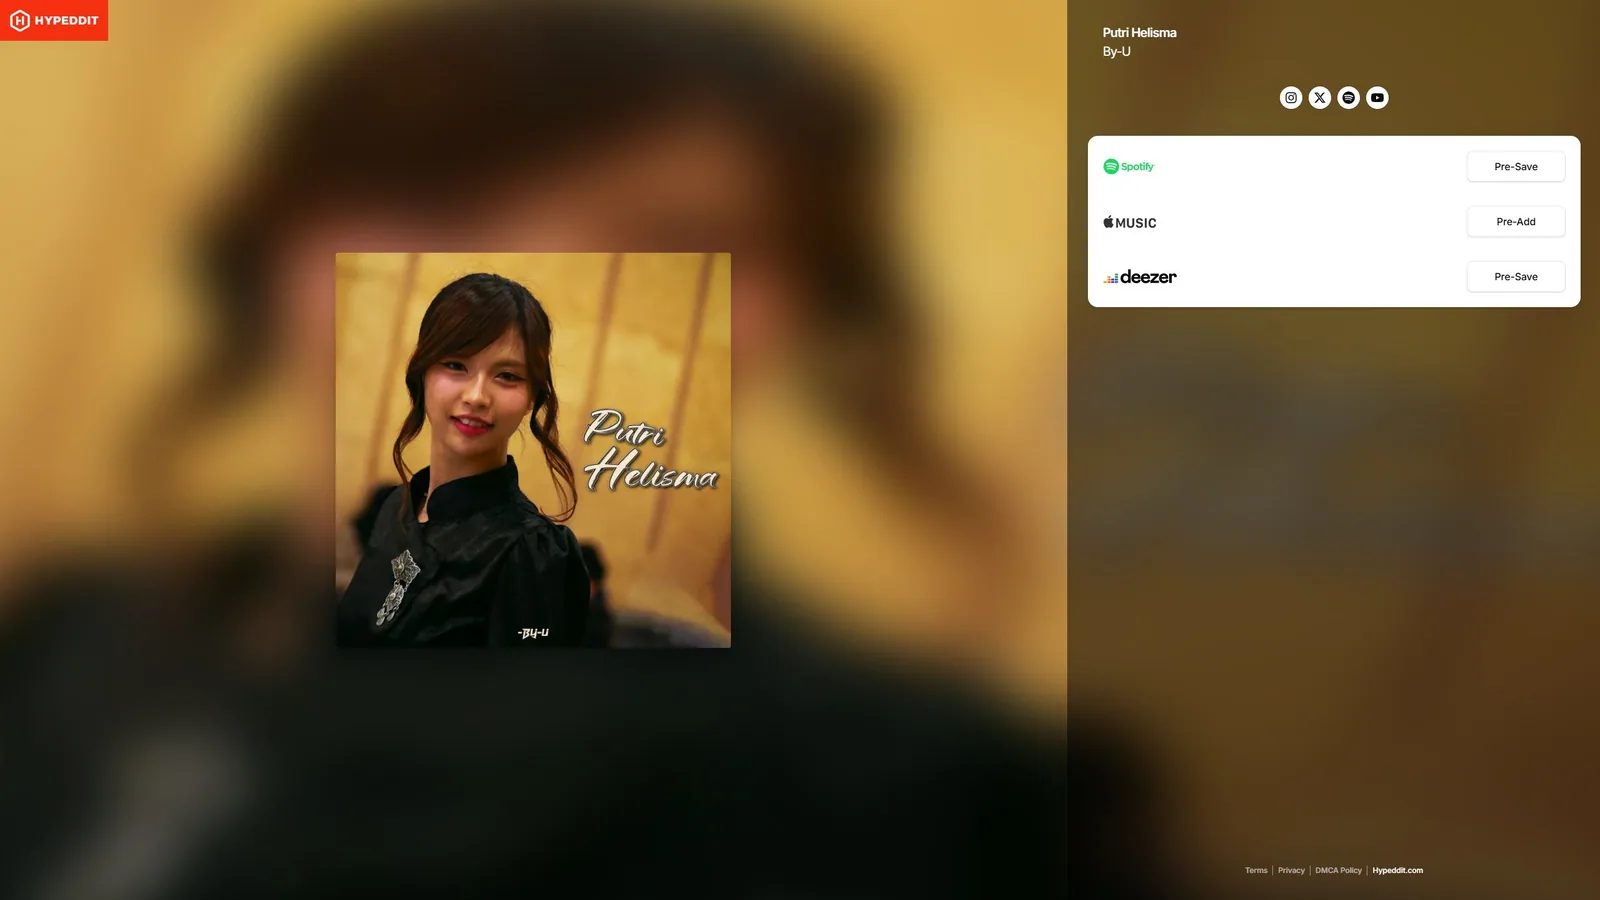 HYPEDDIT
Putri
Helisma
-BY-U
Putri Helisma
By-U
Spotify
Pre-Save
MUSIC
Pre-Add
deezer
Pre-Save
Terms | Privacy | DMCA Policy | Hypeddit.com